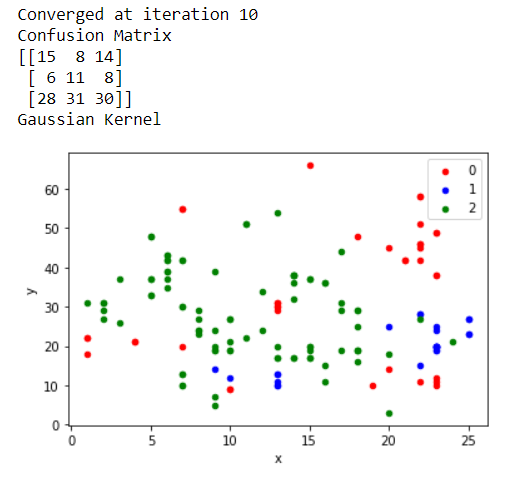 Converged at iteration 10
Confusion Matrix
[[15  8 14]
 [ 6 11  8]
 [28 31 30]]
Gaussian Kernel
0
1
2
60
50
40
30
20
10
0
y
0 5 10 15 20 25
x